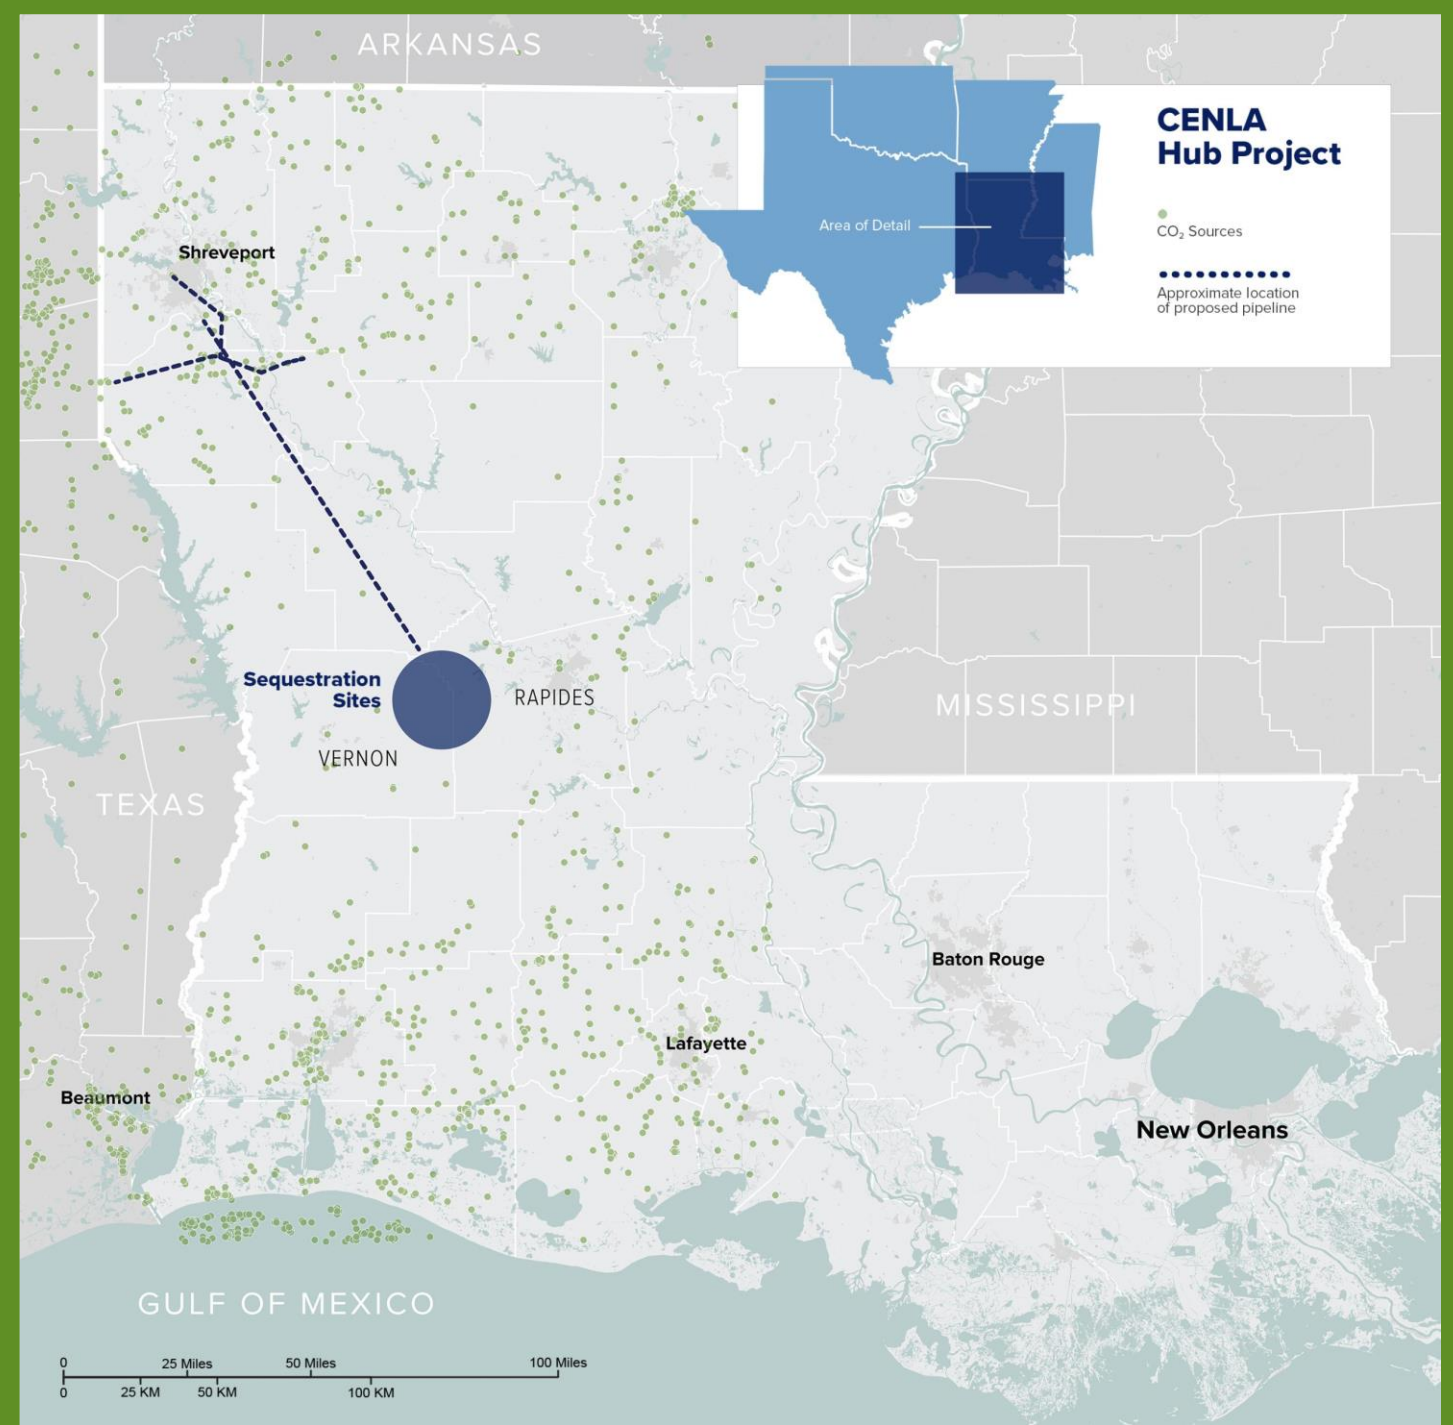 ARKANSAS
CENLA
Hub Project
CO₂ Sources
Approximate location
of proposed pipeline
Area of Detail
Shreveport
Sequestration
Sites
RAPIDES
VERNON
MISSISSIPPI
TEXAS
Baton Rouge
Lafayette
Beaumont
New Orleans
GULF OF MEXICO
0 25 Miles 50 Miles 100 Miles
0 25 KM 50 KM 100 KM